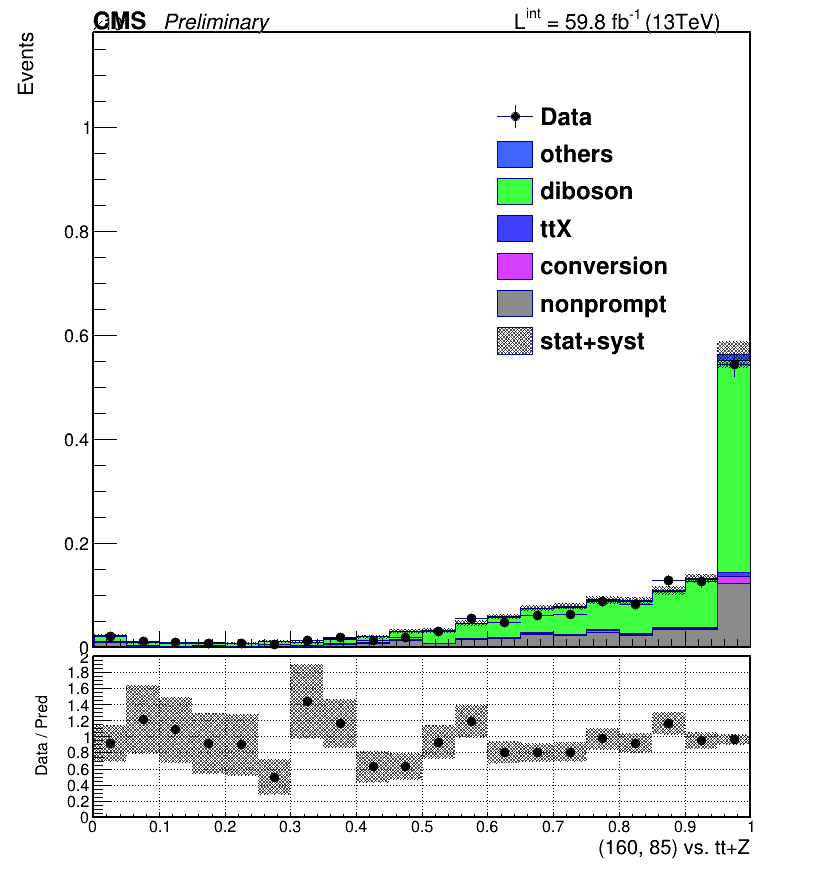 CMS Preliminary
L^int = 59.8 fb^-1 (13TeV)
Events
1
0.8
0.6
0.4
0.2
0
Data
others
diboson
ttX
conversion
nonprompt
stat+syst
Data / Pred
2
1.8
1.6
1.4
1.2
1
0.8
0.6
0.4
0.2
0
0 0.1 0.2 0.3 0.4 0.5 0.6 0.7 0.8 0.9 1
(160, 85) vs. tt+Z